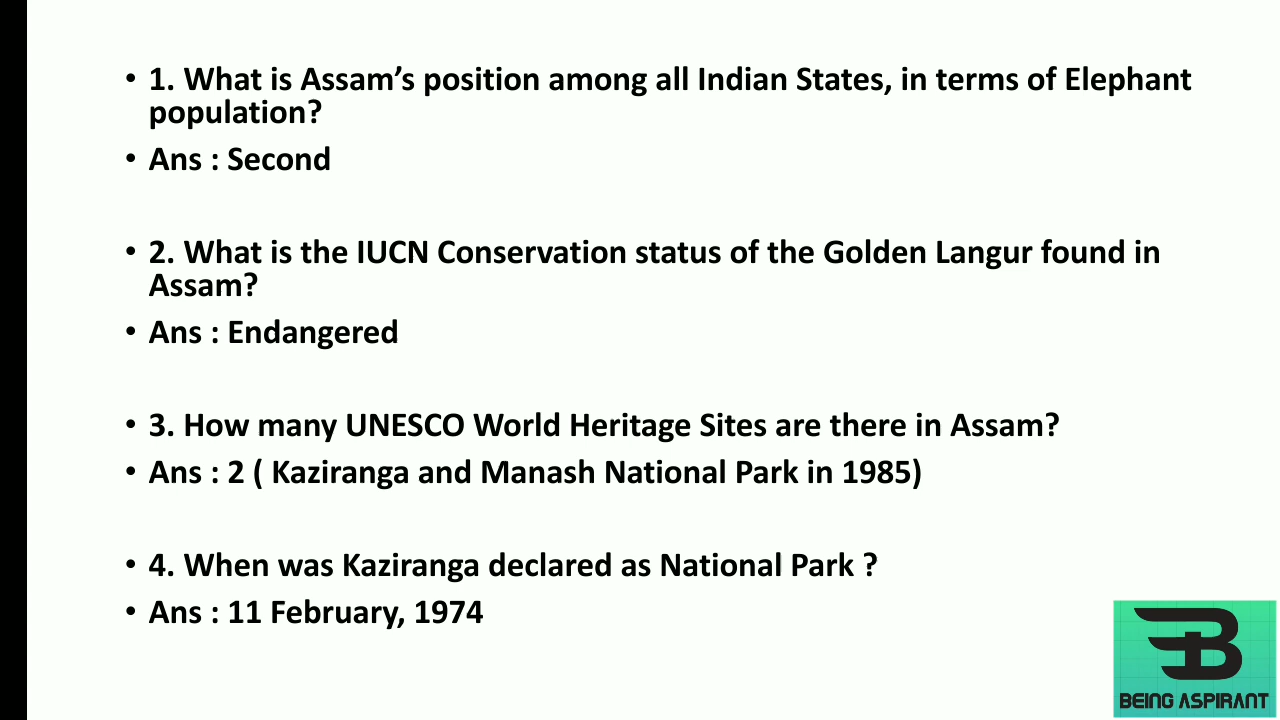 • 1. What is Assam’s position among all Indian States, in terms of Elephant
population?
• Ans : Second
• 2. What is the IUCN Conservation status of the Golden Langur found in
Assam?
• Ans : Endangered
• 3. How many UNESCO World Heritage Sites are there in Assam?
• Ans : 2 ( Kaziranga and Manash National Park in 1985)
• 4. When was Kaziranga declared as National Park ?
• Ans : 11 February, 1974
BEING ASPIRANT